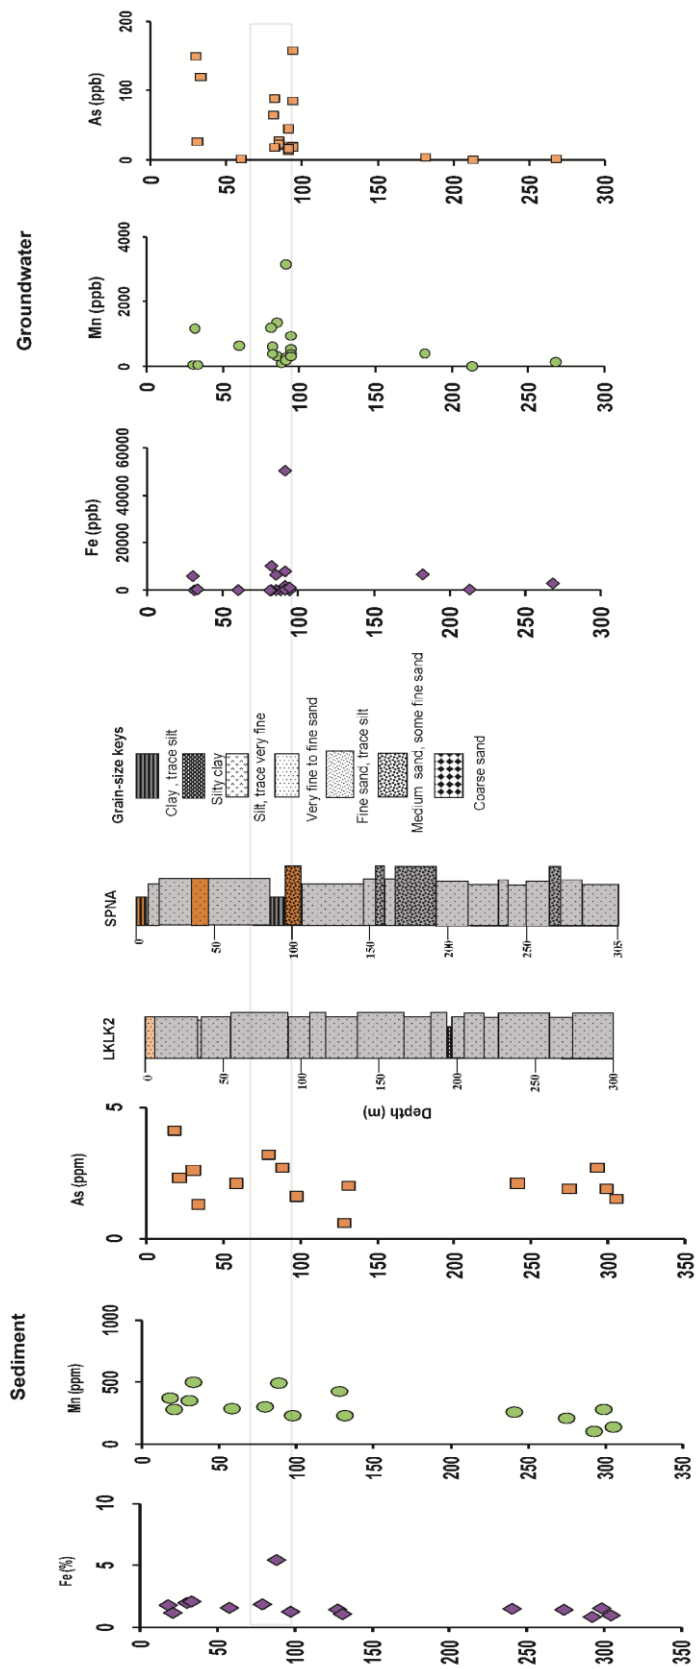 Groundwater
As (ppb)
200
100
0
0 50 100 150 200 250 300
Mn (ppb)
4000
2000
0
0 50 100 150 200 250 300
Fe (ppb)
60000
40000
20000
0
0 50 100 150 200 250 300
Grain-size keys
Clay , trace silt
Silty clay
Silt, trace very fine
Very fine to fine sand
Fine sand, trace silt
Medium sand, some fine sand
Coarse sand
SPNA
0 50 100 150 200 250 305
LKLK2
0 50 100 150 200 250 300
Depth (m)
Sediment
As (ppm)
5
0
0 50 100 150 200 250 300 350
Mn (ppm)
1000
500
0
0 50 100 150 200 250 300 350
Fe (%)
10
5
0
0 50 100 150 200 250 300 350